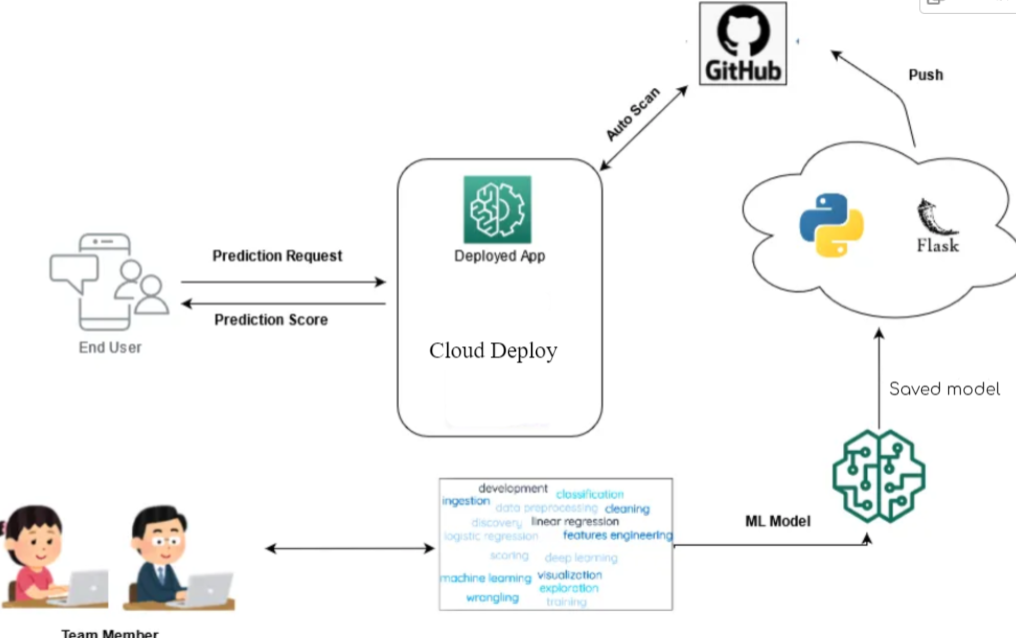 GitHub
Push
Auto Scan
Flask
Deployed App
Prediction Request
Prediction Score
End User
Cloud Deploy
Saved model
development classification
ingestion data preprocessing cleaning
discovery linear regression
logistic regression features engineering
scoring deep learning
machine learning visualization
exploration
wrangling training
ML Model
Team Member